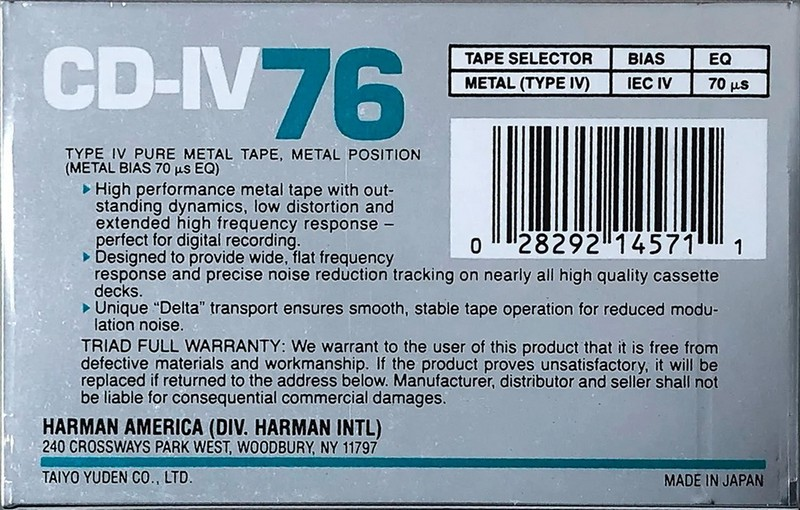 CD-IV76
TAPE SELECTOR BIAS EQ
METAL (TYPE IV) IEC IV 70 µs
TYPE IV PURE METAL TAPE, METAL POSITION
(METAL BIAS 70 µs EQ)
▶ High performance metal tape with out-
standing dynamics, low distortion and
extended high frequency response –
perfect for digital recording.
▶ Designed to provide wide, flat frequency
response and precise noise reduction tracking on nearly all high quality cassette
decks.
▶ Unique “Delta” transport ensures smooth, stable tape operation for reduced modu-
lation noise.
0 28292 14571 1
TRIAD FULL WARRANTY: We warrant to the user of this product that it is free from
defective materials and workmanship. If the product proves unsatisfactory, it will be
replaced if returned to the address below. Manufacturer, distributor and seller shall not
be liable for consequential commercial damages.
HARMAN AMERICA (DIV. HARMAN INTL)
240 CROSSWAYS PARK WEST, WOODBURY, NY 11797
TAIYO YUDEN CO., LTD. MADE IN JAPAN